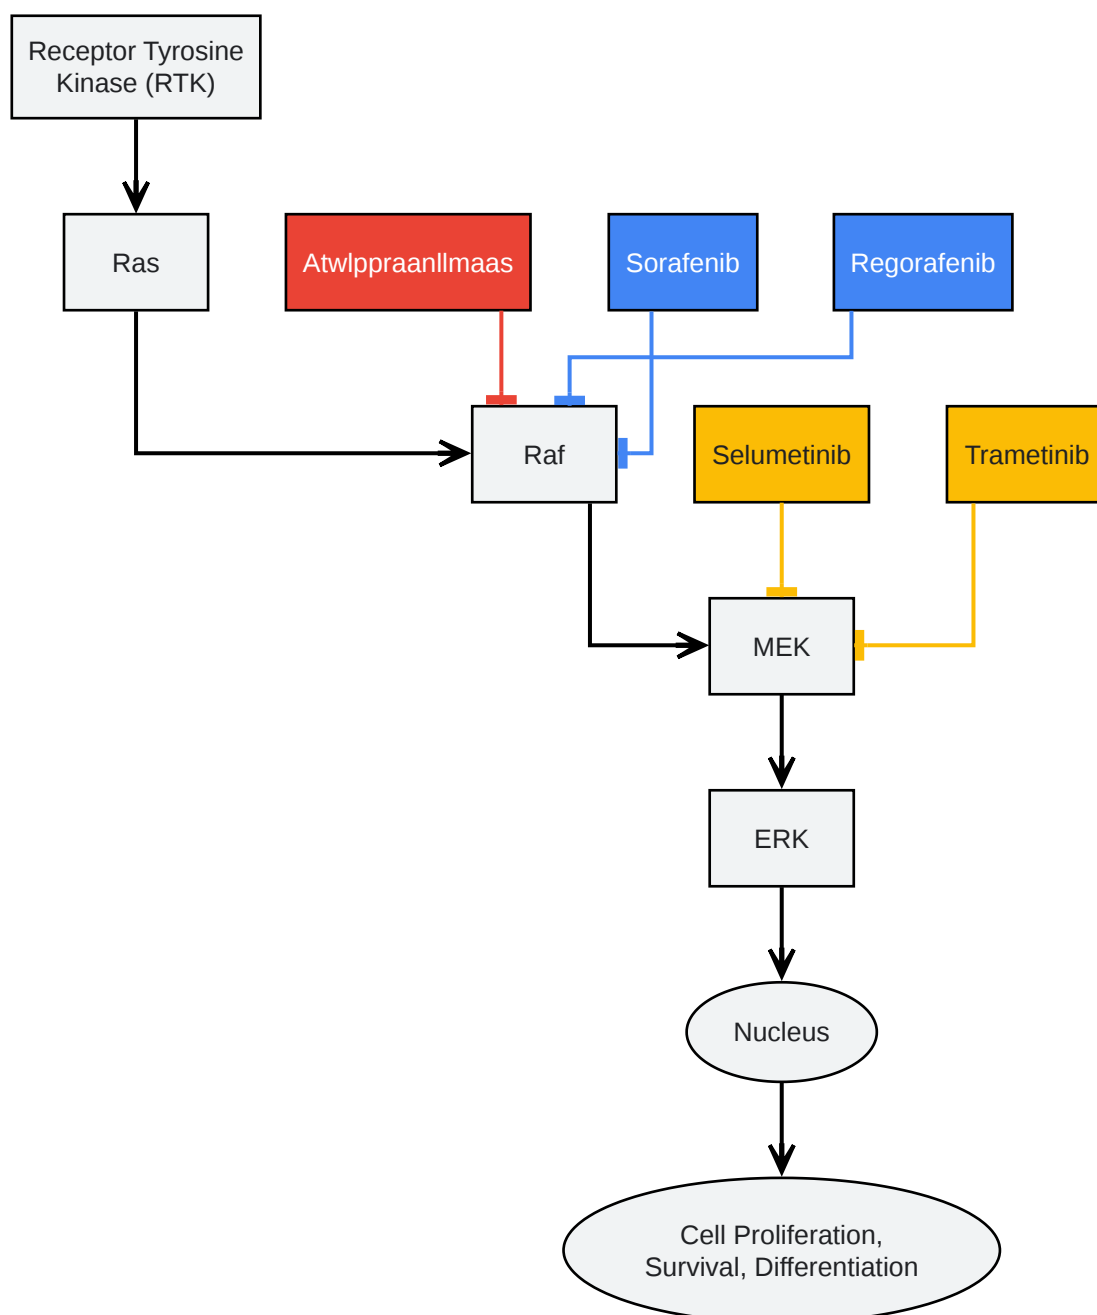 Receptor Tyrosine
Kinase (RTK)
Ras
Atwlppraanllmaas
Sorafenib
Regorafenib
Raf
Selumetinib
Trametinib
MEK
ERK
Nucleus
Cell Proliferation,
Survival, Differentiation